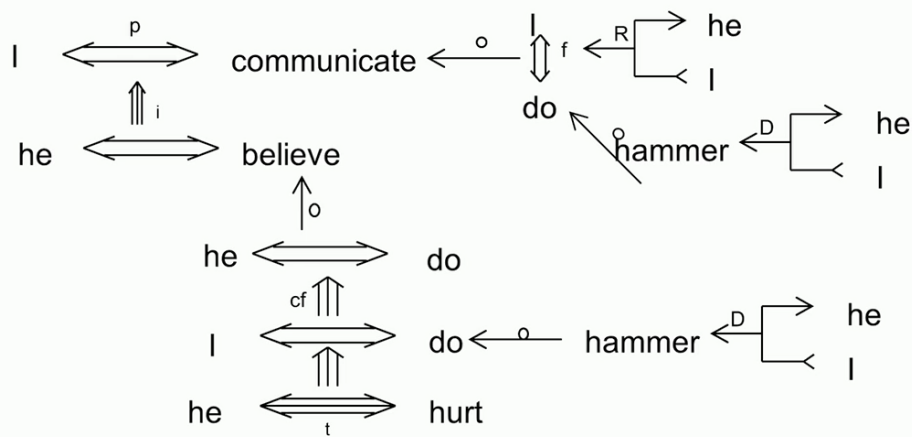 I p communicate o I f R he
I
i do
he believe hammer D he
o I
o
he do
cf
I do o hammer D he
I
he hurt
t